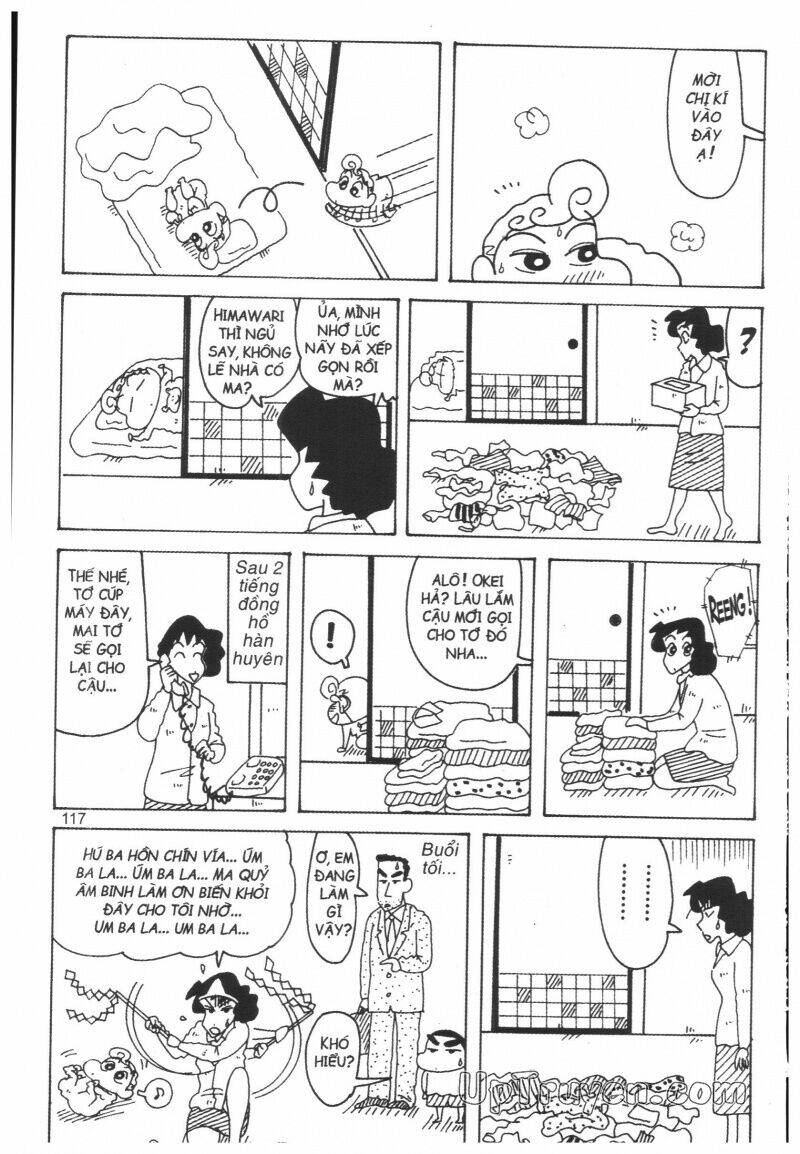 MỜI
CHỊ KÍ
VÀO
ĐÂY
Ạ!
?
ỦA, MÌNH
NHỚ LÚC
NÃY ĐÃ XẾP
GỌN RỒI
MÀ?
HIMAWARI
THÌ NGỦ
SAY, KHÔNG
LẼ NHÀ CÓ
MA?
REENG!
ALÔ! OKEI
HẢ? LÂU LẮM
CẬU MỚI GỌI
CHO TỚ ĐÓ
NHA...
!
Sau 2
tiếng
đồng
hồ
hàn
huyên
THẾ NHÉ,
TỚ CÚP
MÁY ĐÂY,
MAI TỚ
SẼ GỌI
LẠI CHO
CẬU...
117
.........
Buổi
tối...
Ơ, EM
ĐANG
LÀM
GÌ
VẬY?
KHÓ
HIỂU?
HÚ BA HỒN CHÍN VÍA... ÚM
BA LA... ÚM BA LA... MA QUỶ
ÂM BINH LÀM ƠN BIẾN KHỎI
ĐÂY CHO TÔI NHỜ...
UM BA LA... UM BA LA...
♪
UpTruyen.com